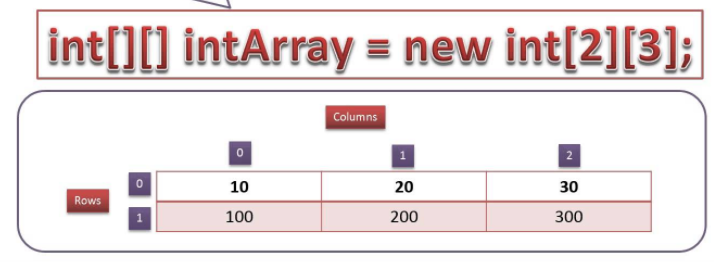 int[][] intArray = new int[2][3];
Columns
0 1 2
0 10 20 30
Rows
1 100 200 300